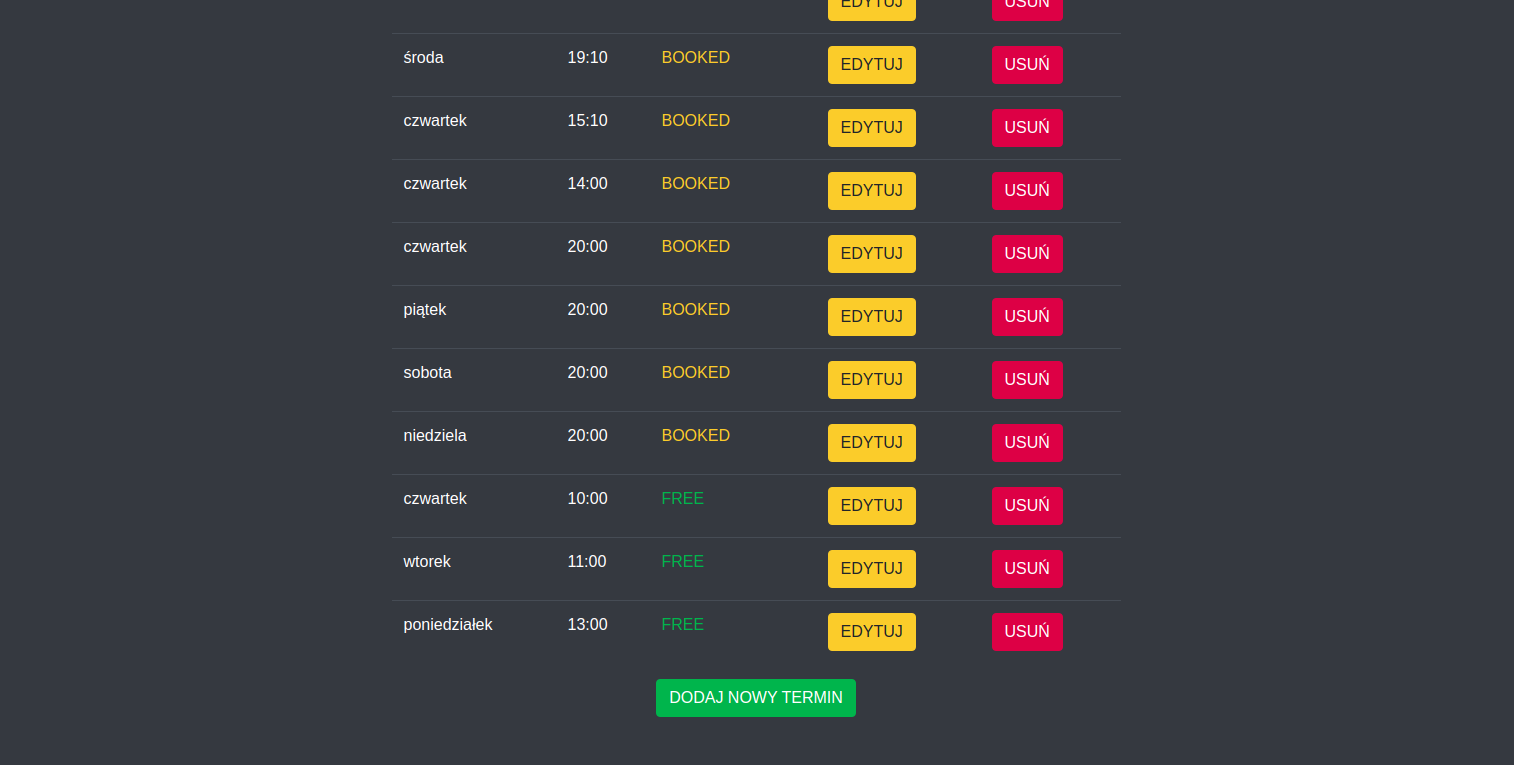 EDYTUJ USUŃ
środa 19:10 BOOKED EDYTUJ USUŃ
czwartek 15:10 BOOKED EDYTUJ USUŃ
czwartek 14:00 BOOKED EDYTUJ USUŃ
czwartek 20:00 BOOKED EDYTUJ USUŃ
piątek 20:00 BOOKED EDYTUJ USUŃ
sobota 20:00 BOOKED EDYTUJ USUŃ
niedziela 20:00 BOOKED EDYTUJ USUŃ
czwartek 10:00 FREE EDYTUJ USUŃ
wtorek 11:00 FREE EDYTUJ USUŃ
poniedziałek 13:00 FREE EDYTUJ USUŃ
DODAJ NOWY TERMIN